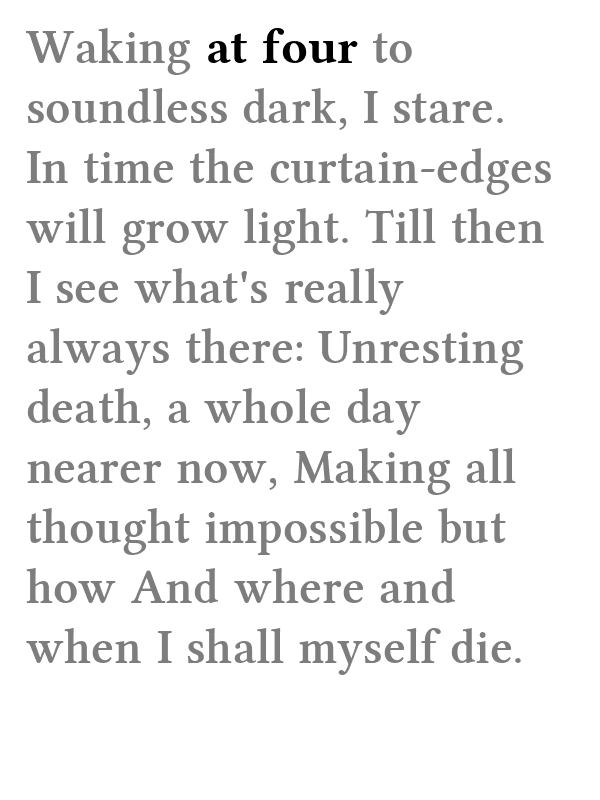 Waking at four to
soundless dark, I stare.
In time the curtain-edges
will grow light. Till then
I see what's really
always there: Unresting
death, a whole day
nearer now, Making all
thought impossible but
how And where and
when I shall myself die.